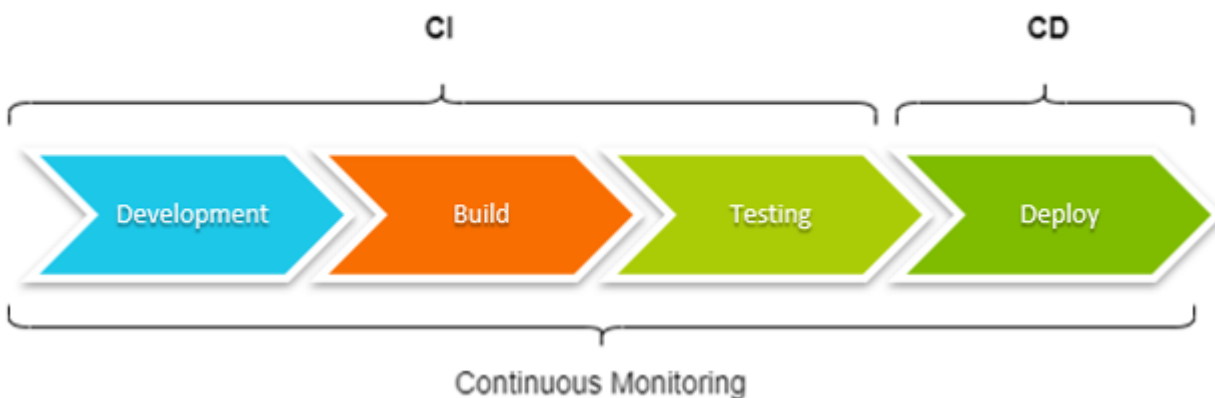 CI
CD
Development
Build
Testing
Deploy
Continuous Monitoring